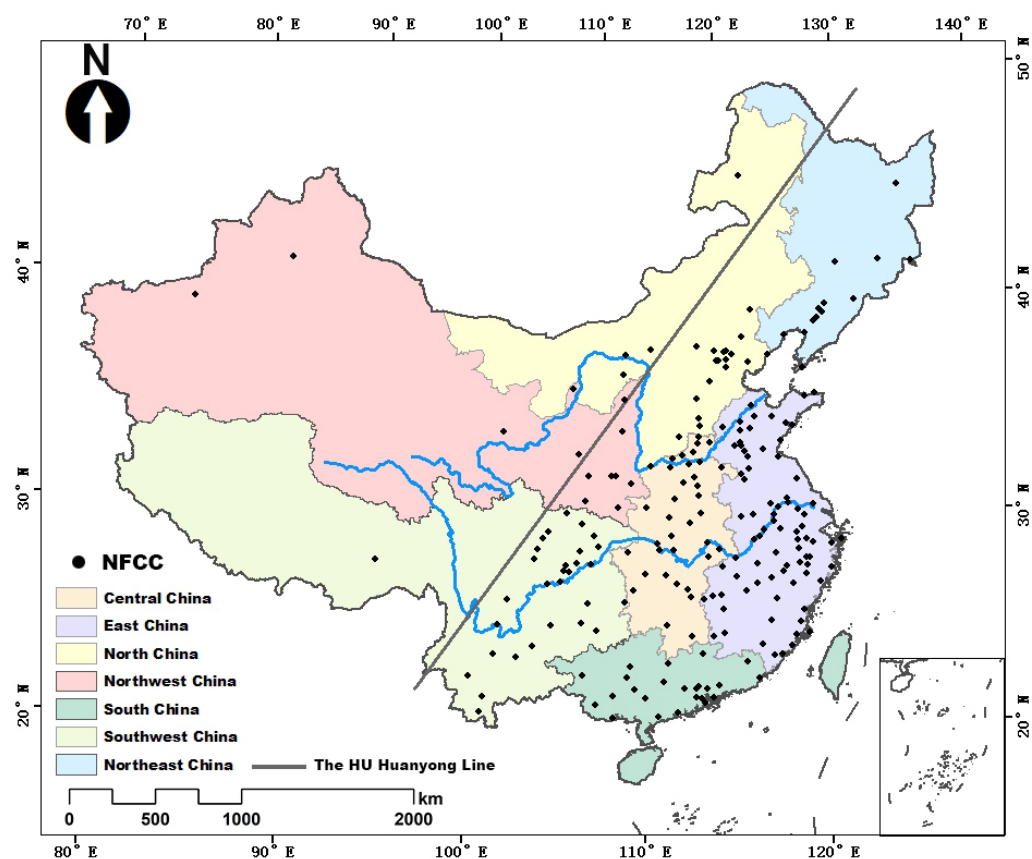 70° E 80° E 90° E 100° E 110° E 120° E 130° E 140° E
N
50° N
40° N
40° N
30° N
30° N
20° N
20° N
NFCC
Central China
East China
North China
Northwest China
South China
Southwest China
Northeast China
The HU Huanyong Line
km
0 500 1000 2000
80° E 90° E 100° E 110° E 120° E